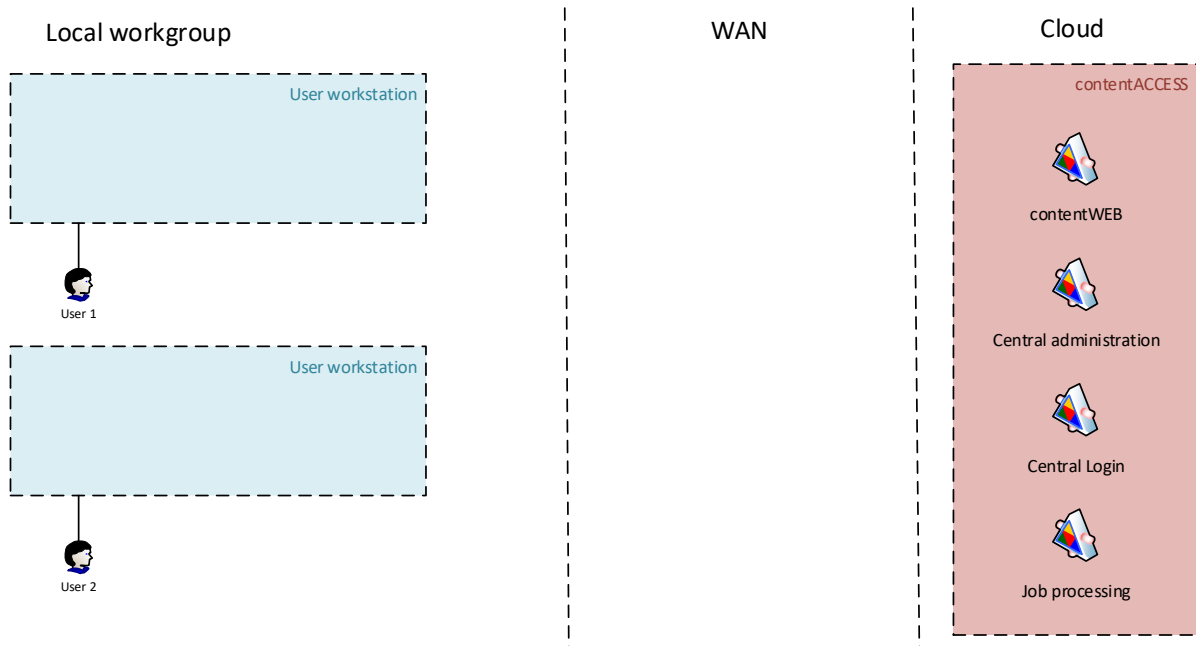 Local workgroup
WAN
Cloud
User workstation
User 1
User workstation
User 2
contentACCESS
contentWEB
Central administration
Central Login
Job processing